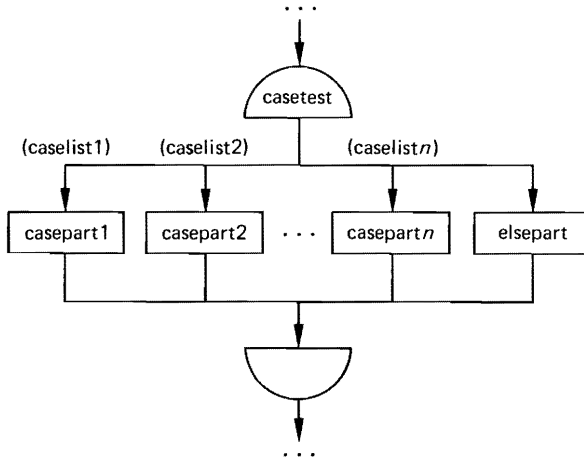 . . .
casetest
(caselist1) (caselist2) (caselistn)
casepart1 casepart2 . . . casepartn elsepart
. . .